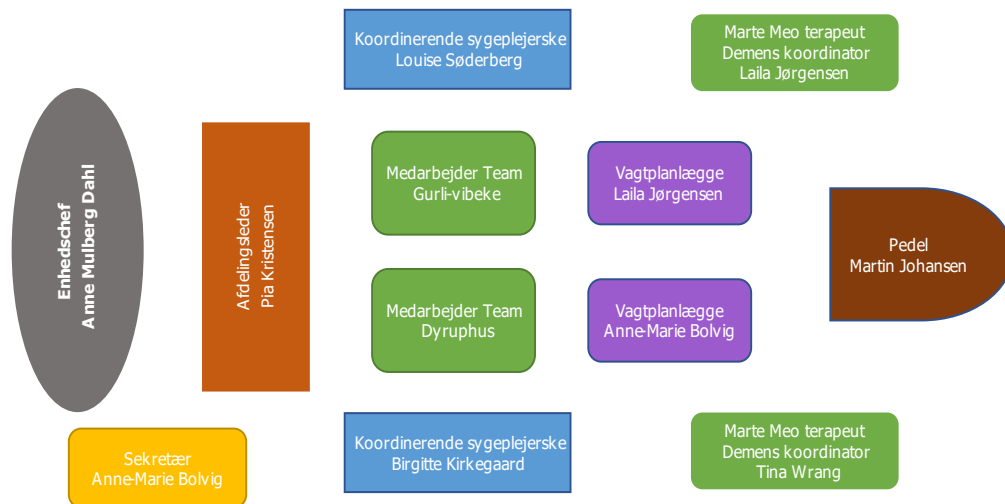 Koordinerende sygeplejerske
Louise Søderberg
Marte Meo terapeut
Demens koordinator
Laila Jørgensen
Enhedschef
Anne Mulberg Dahl
Afdelingsleder
Pia Kristensen
Medarbejder Team
Gurli-vibeke
Vagtplanlægge
Laila Jørgensen
Pedel
Martin Johansen
Medarbejder Team
Dyruphus
Vagtplanlægge
Anne-Marie Bolvig
Sekretær
Anne-Marie Bolvig
Koordinerende sygeplejerske
Birgitte Kirkegaard
Marte Meo terapeut
Demens koordinator
Tina Wrang